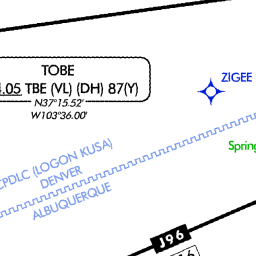 TOBE
.05 TBE (VL) (DH) 87(Y)
N37°15.52'
W103°36.00'
ZIGEE
Spring
CPDLC (LOGON KUSA)
DENVER
ALBUQUERQUE
J96